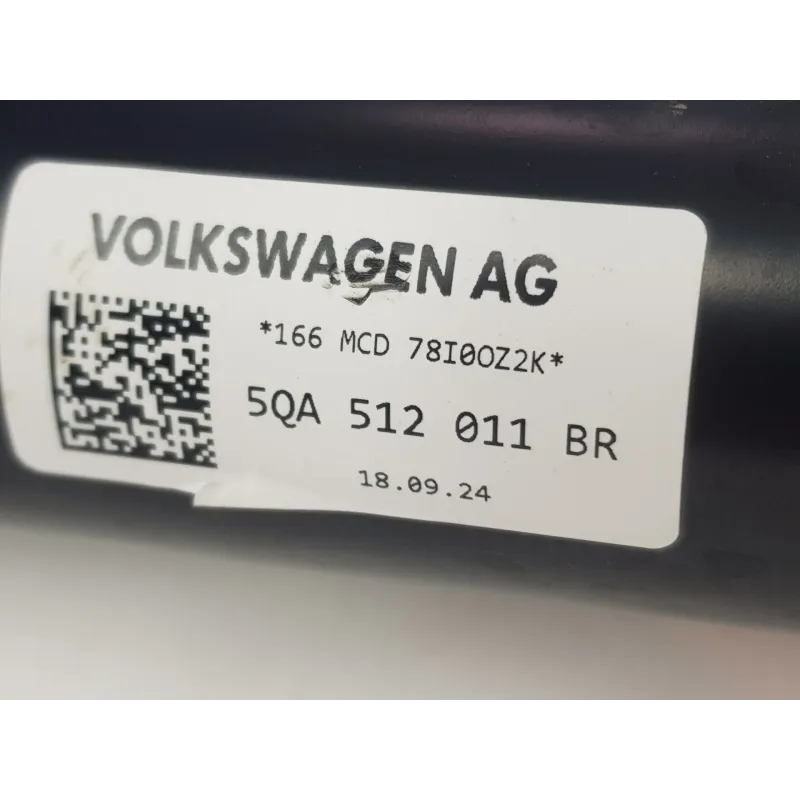 VOLKSWAGEN AG
*166 MCD 78I0OZ2K*
5QA 512 011 BR
18.09.24